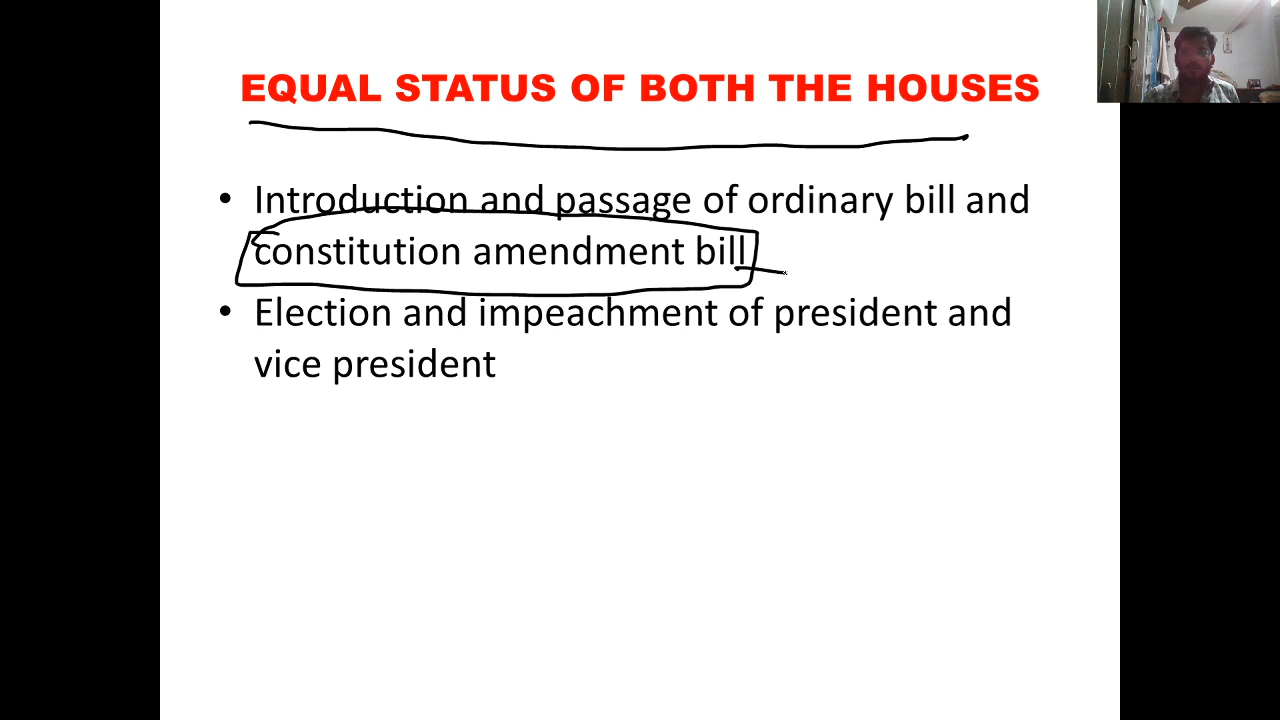 EQUAL STATUS OF BOTH THE HOUSES
• Introduction and passage of ordinary bill and
constitution amendment bill
• Election and impeachment of president and
vice president